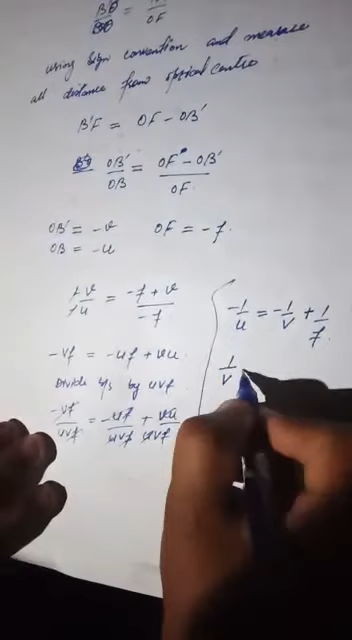 using sign convention and measure
all distance from optical centre
B'F = OF - OB'
OB'/OB = OF - OB'/OF
OB' = -v OF = -f
OB = -u
-v/-u = -f + v/-f
-vf = -uf + vu
Divide b/s by uvf
-vf/uvf = -uf/uvf + vu/uvf
-1/u = -1/v + 1/f
1/v